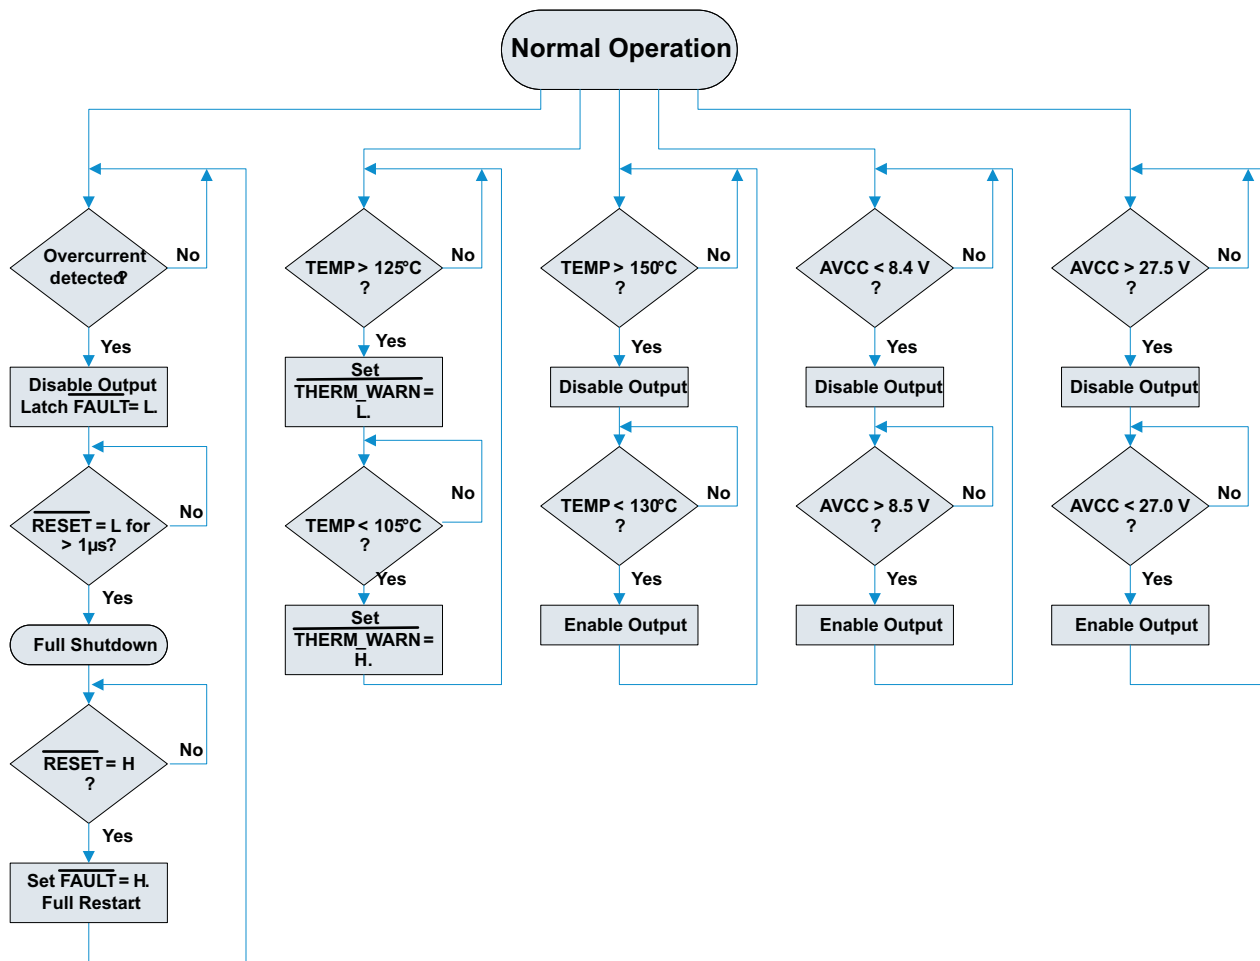 Normal Operation
Overcurrent
detected?
No
Yes
Disable Output
Latch FAULT = L.
RESET = L for
> 1µs?
No
Yes
Full Shutdown
RESET = H
?
No
Yes
Set FAULT = H.
Full Restart
TEMP > 125°C
?
No
Yes
Set
THERM_WARN =
L.
TEMP < 105°C
?
No
Yes
Set
THERM_WARN =
H.
TEMP > 150°C
?
No
Yes
Disable Output
TEMP < 130°C
?
No
Yes
Enable Output
AVCC < 8.4 V
?
No
Yes
Disable Output
AVCC > 8.5 V
?
No
Yes
Enable Output
AVCC > 27.5 V
?
No
Yes
Disable Output
AVCC < 27.0 V
?
No
Yes
Enable Output